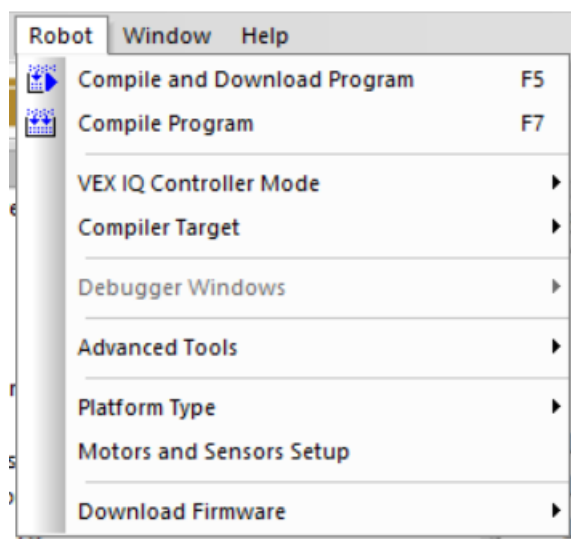 Robot Window Help
Compile and Download Program F5
Compile Program F7
VEX IQ Controller Mode
Compiler Target
Debugger Windows
Advanced Tools
Platform Type
Motors and Sensors Setup
Download Firmware